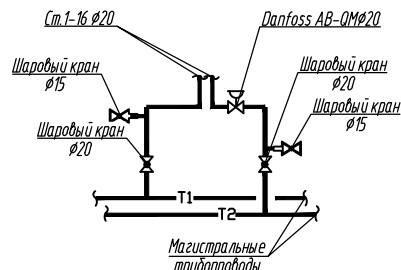 Ст.1-16 Ø20
Danfoss AB-QMØ20
Шаровый кран
Ø15
Шаровый кран
Ø20
Шаровый кран
Ø20
Шаровый кран
Ø15
Т1
Т2
Магистральные
трубопроводы